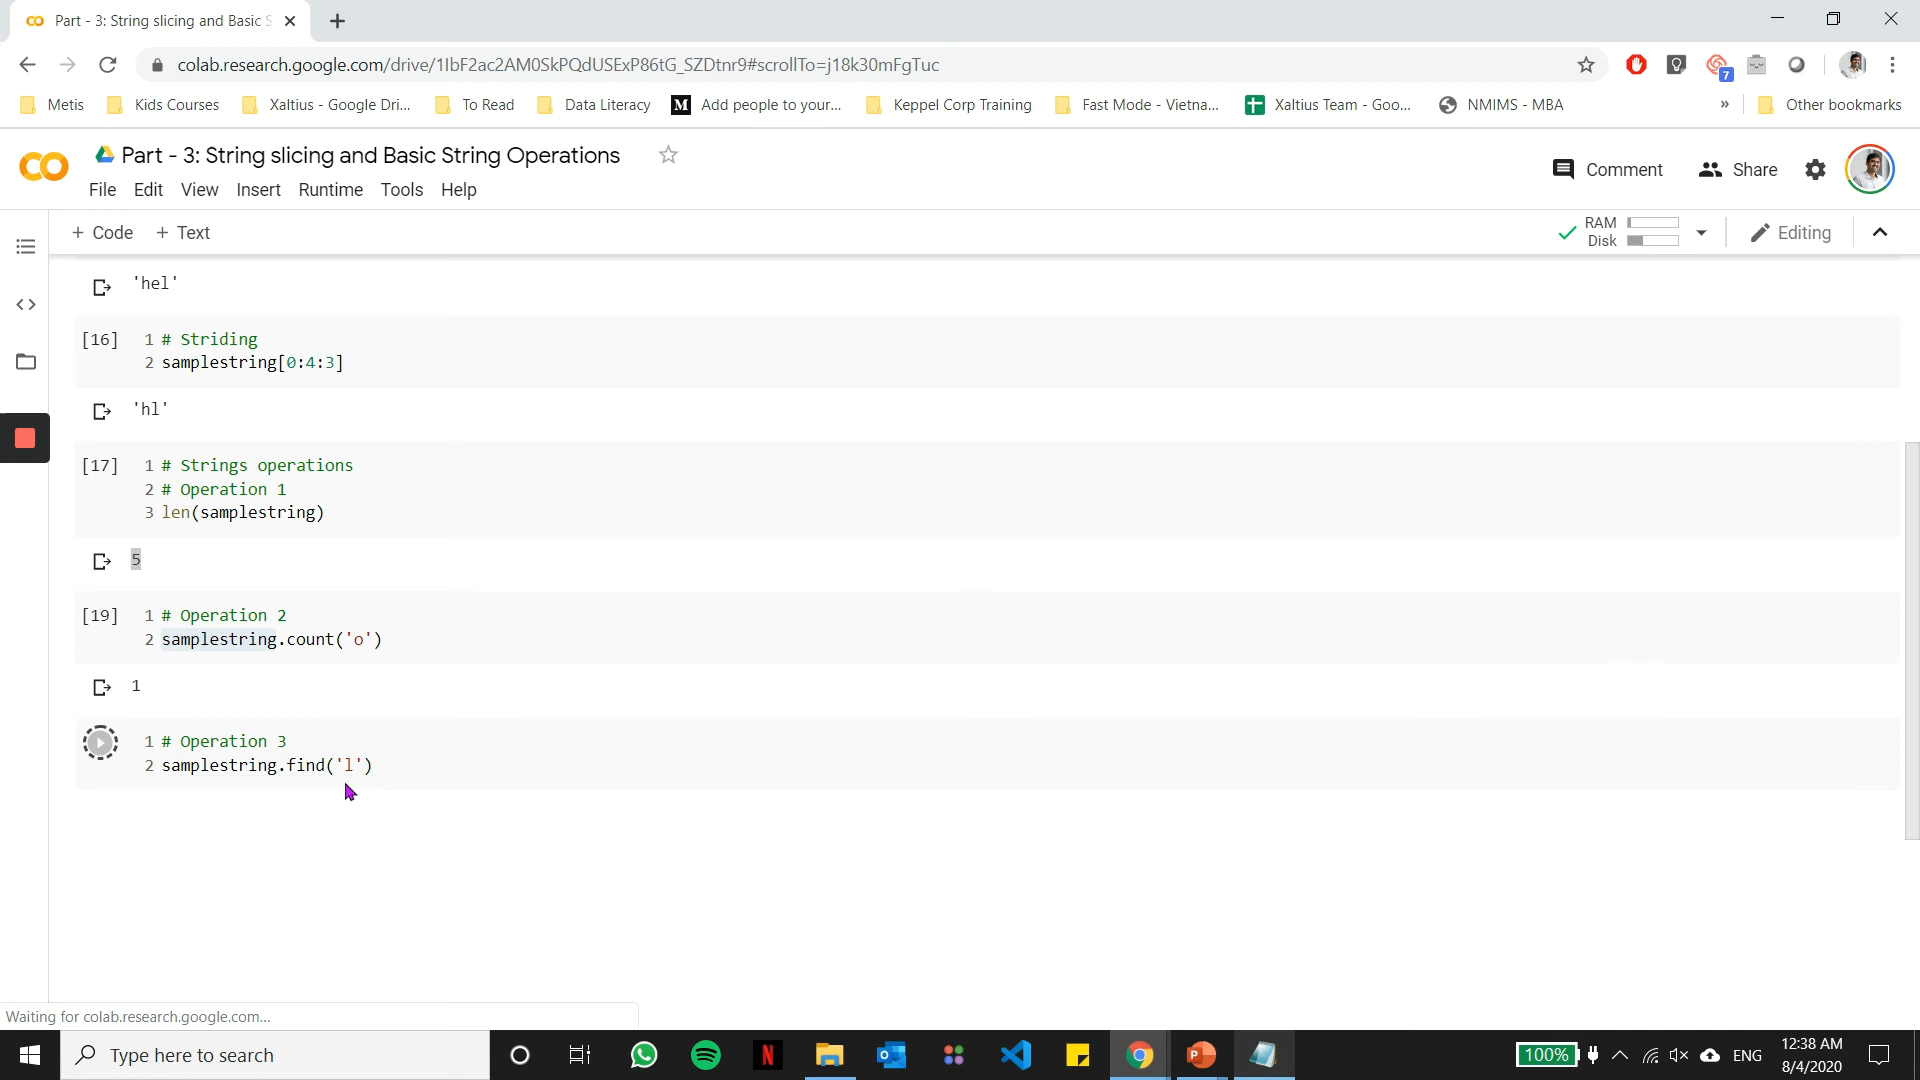 Part - 3: String slicing and Basic S
colab.research.google.com/drive/1IbF2ac2AM0SkPQdUSExP86tG_SZDtnr9#scrollTo=j18k30mFgTuc
7
Metis
Kids Courses
Xaltius - Google Dri...
To Read
Data Literacy
M Add people to your...
Keppel Corp Training
Fast Mode - Vietna...
Xaltius Team - Goo...
NMIMS - MBA
»
Other bookmarks
Part - 3: String slicing and Basic String Operations
Comment
Share
File Edit View Insert Runtime Tools Help
+ Code + Text
RAM
Disk
Editing
'hel'
[16] 1 # Striding
2 samplestring[0:4:3]
'hl'
[17] 1 # Strings operations
2 # Operation 1
3 len(samplestring)
5
[19] 1 # Operation 2
2 samplestring.count('o')
1
1 # Operation 3
2 samplestring.find('l')
Waiting for colab.research.google.com...
Type here to search
100%
ENG
12:38 AM
8/4/2020